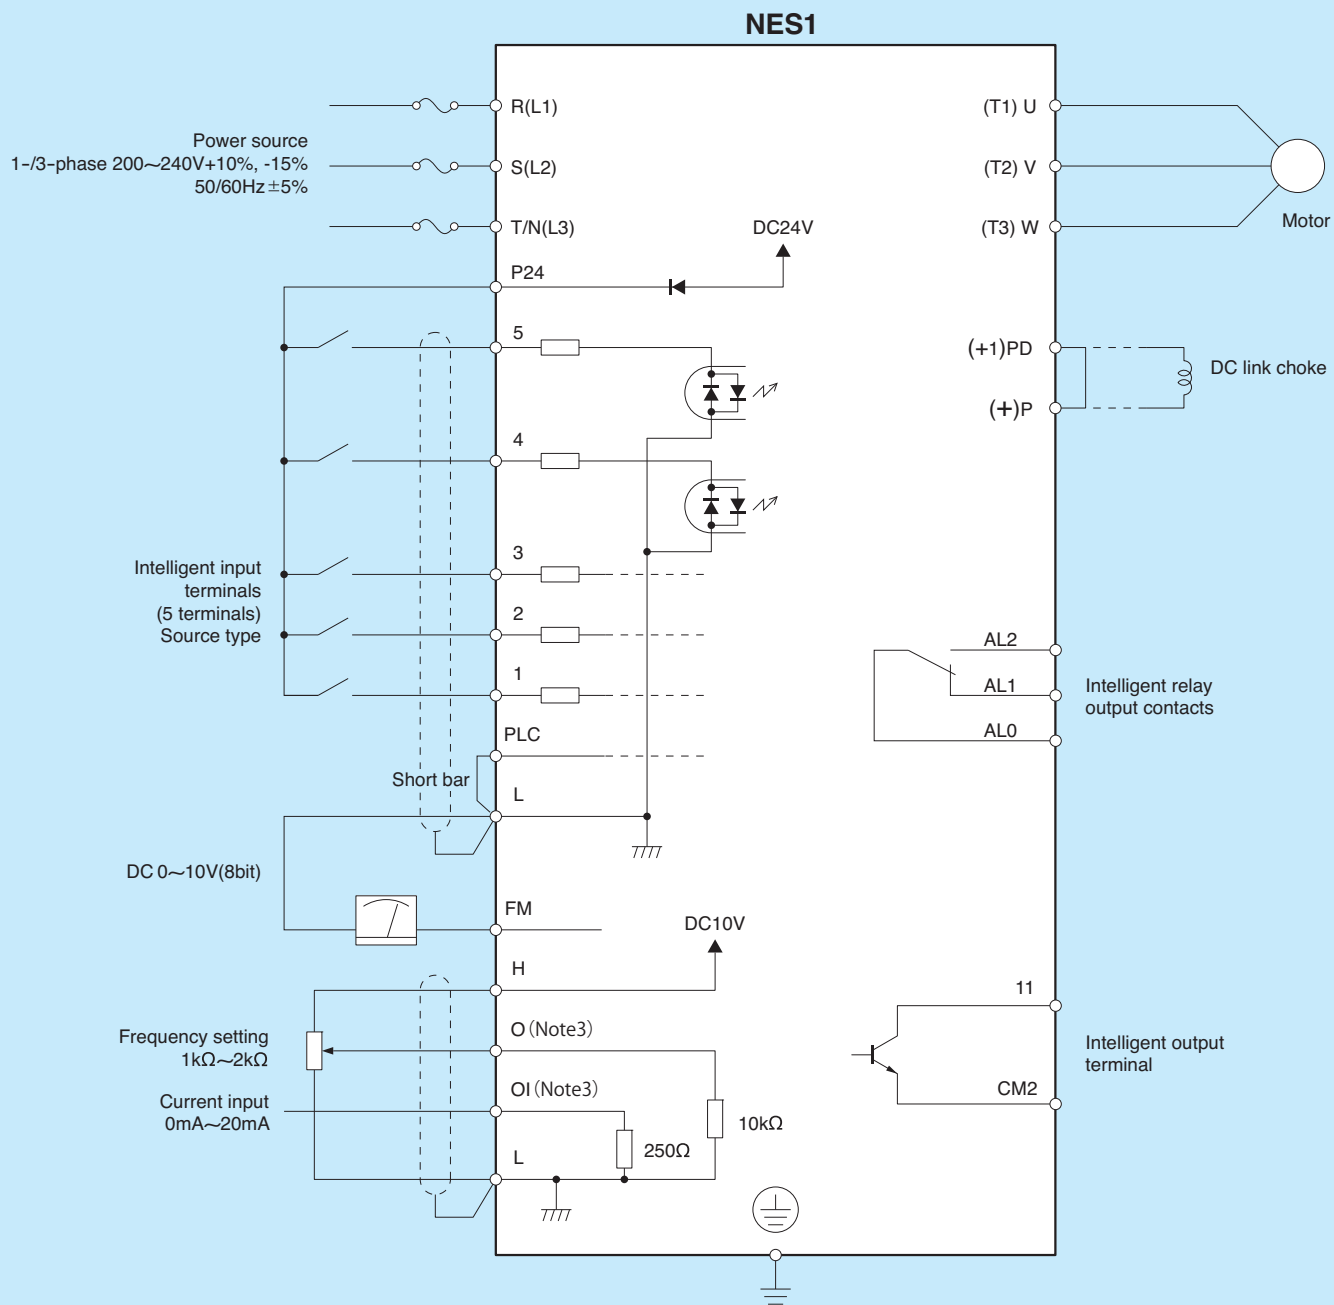 NES1
R(L1)
(T1) U
Power source
1-/3-phase 200~240V+10%, -15%
50/60Hz±5%
S(L2)
(T2) V
T/N(L3)
(T3) W
Motor
DC24V
P24
5
(+1)PD
DC link choke
(+)P
4
3
Intelligent input
terminals
(5 terminals)
Source type
2
1
AL2
AL1
AL0
Intelligent relay
output contacts
PLC
Short bar
L
DC 0~10V(8bit)
FM
DC10V
H
11
O(Note3)
Frequency setting
1kΩ~2kΩ
Intelligent output
terminal
OI(Note3)
CM2
Current input
0mA~20mA
10kΩ
250Ω
L